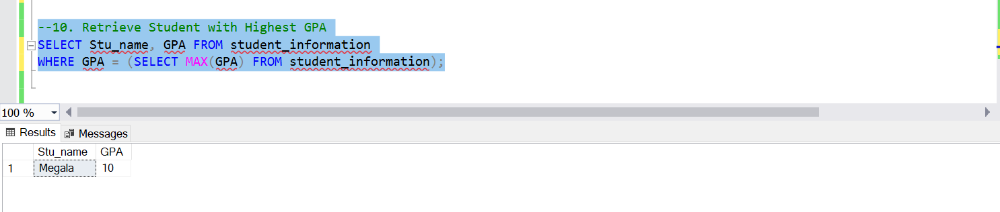 --10. Retrieve Student with Highest GPA
SELECT Stu_name, GPA FROM student_information
WHERE GPA = (SELECT MAX(GPA) FROM student_information);
100 %
Results Messages
Stu_name GPA
1 Megala 10